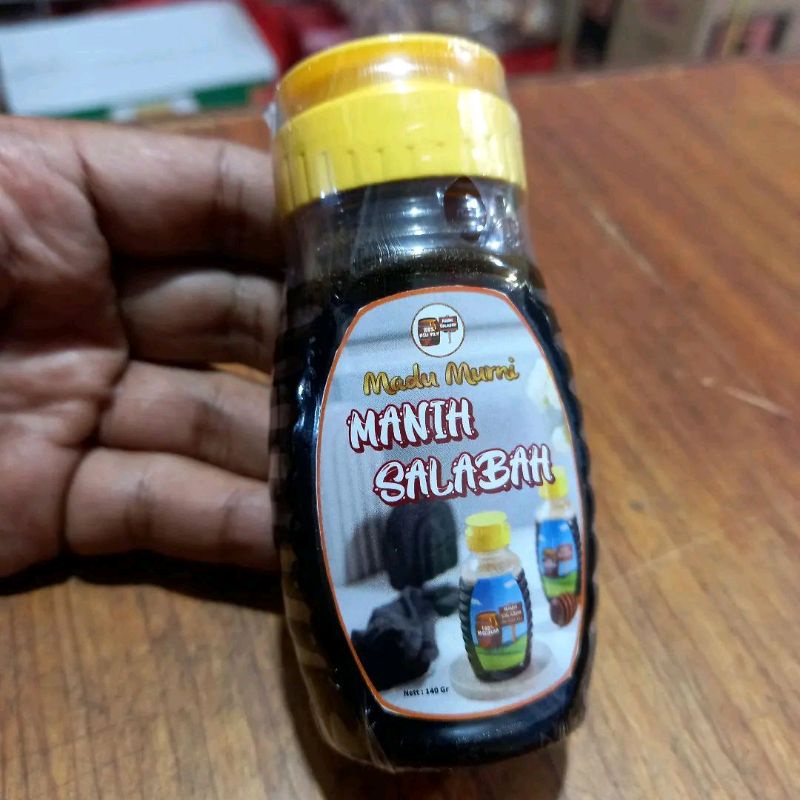 Madu Murni
MANIH
SALABAH
Nett : 140 Gr